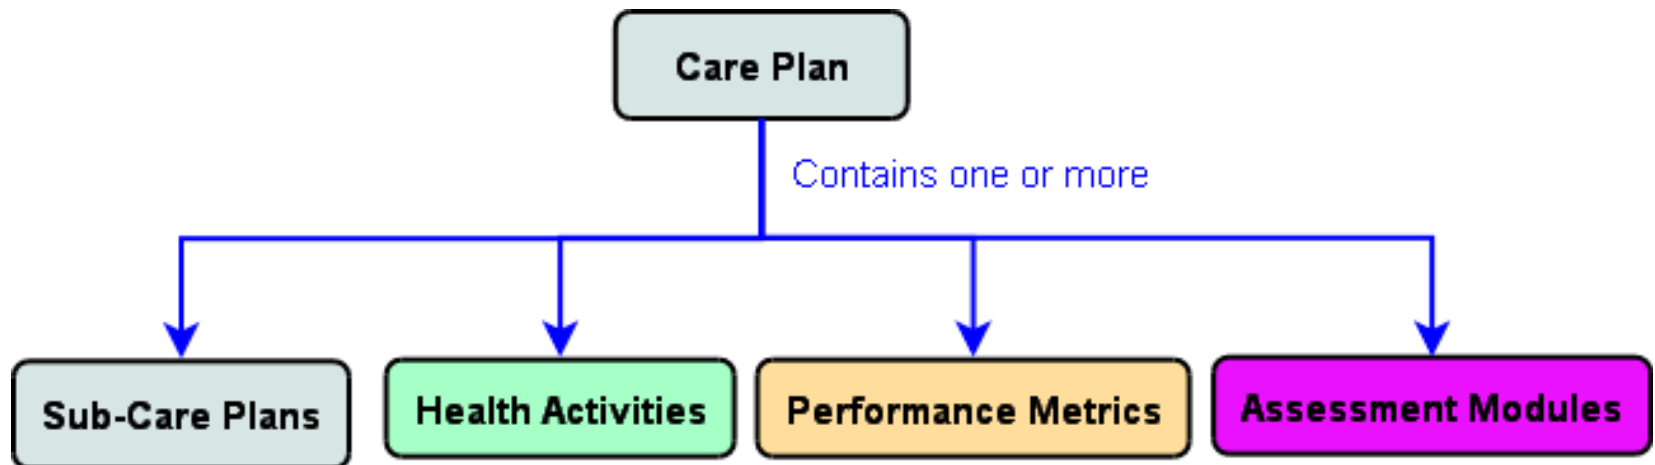 Care Plan
Contains one or more
Sub-Care Plans
Health Activities
Performance Metrics
Assessment Modules